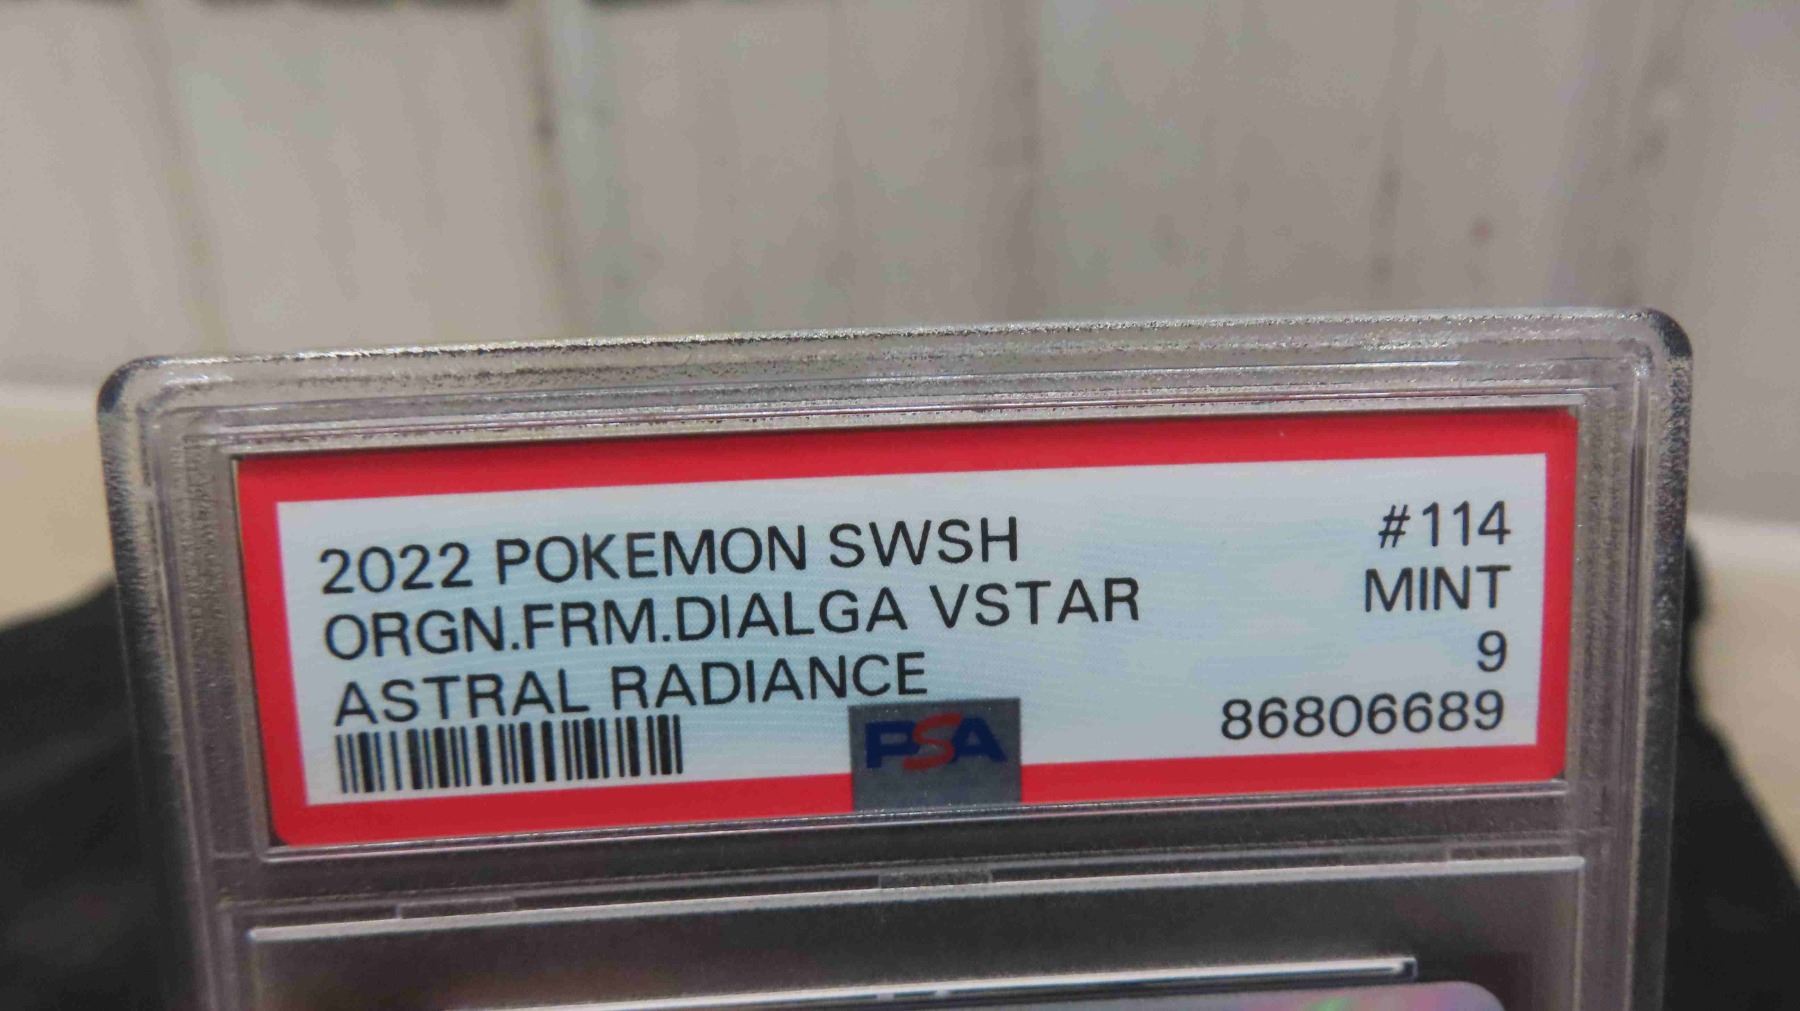 2022 POKEMON SWSH #114
ORGN.FRM.DIALGA VSTAR MINT
ASTRAL RADIANCE 9
PSA 86806689